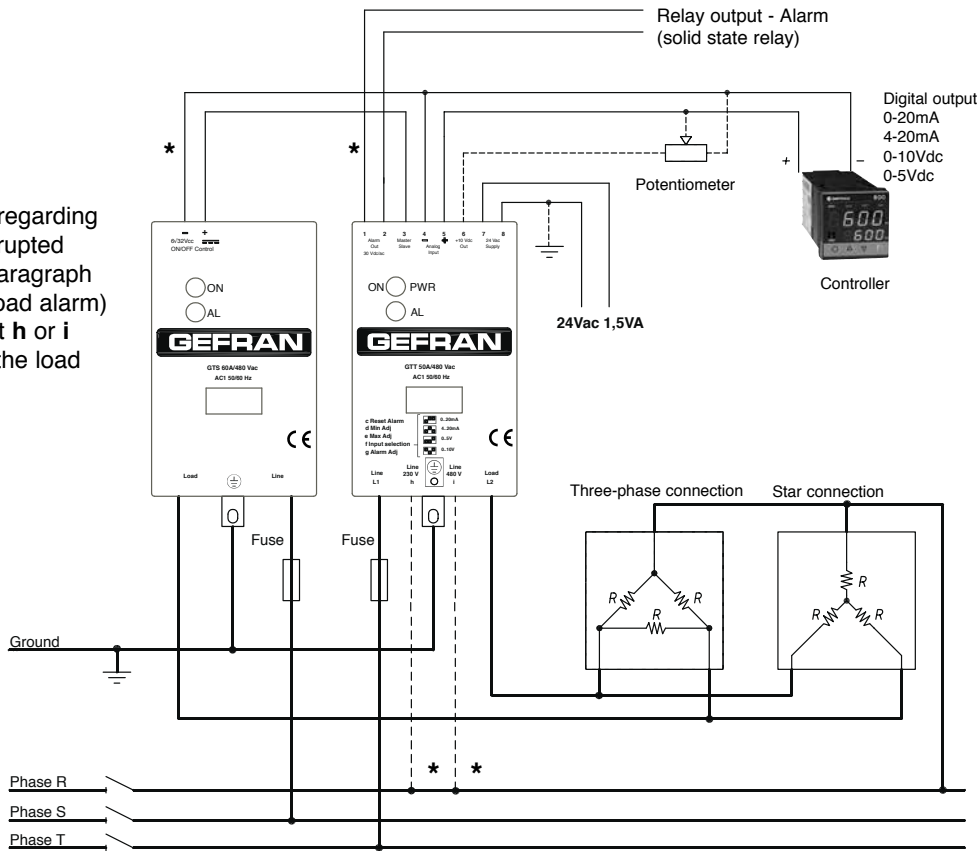 Relay output - Alarm
(solid state relay)
Digital output
0-20mA
4-20mA
0-10Vdc
0-5Vdc
*
*
+
–
Potentiometer
600
600
Controller
24Vac 1,5VA
regarding
rupted
aragraph
oad alarm)
t h or i
the load
– +
6/32Vcc
ON/OFF Control
ON
AL
GEFRAN
GTS 60A/480 Vac
AC1 50/60 Hz
CE
Load
Line
1 2 3 4 5 6 7 8
Alarm
Out
30 Vdc/ac
Master
Slave
Analog
Input
+10 Vdc
Out
24 Vac
Supply
ON PWR
AL
GEFRAN
GTT 50A/480 Vac
AC1 50/60 Hz
c Reset Alarm
d Min Adj
e Max Adj
f Input selection
g Alarm Adj
0..20mA
4..20mA
0..5V
0..10V
CE
Line
L1
Line
230 V
h
Line
480 V
i
Load
L2
Fuse
Fuse
Three-phase connection
Star connection
R
R
R
R
R
R
Ground
* *
Phase R
Phase S
Phase T